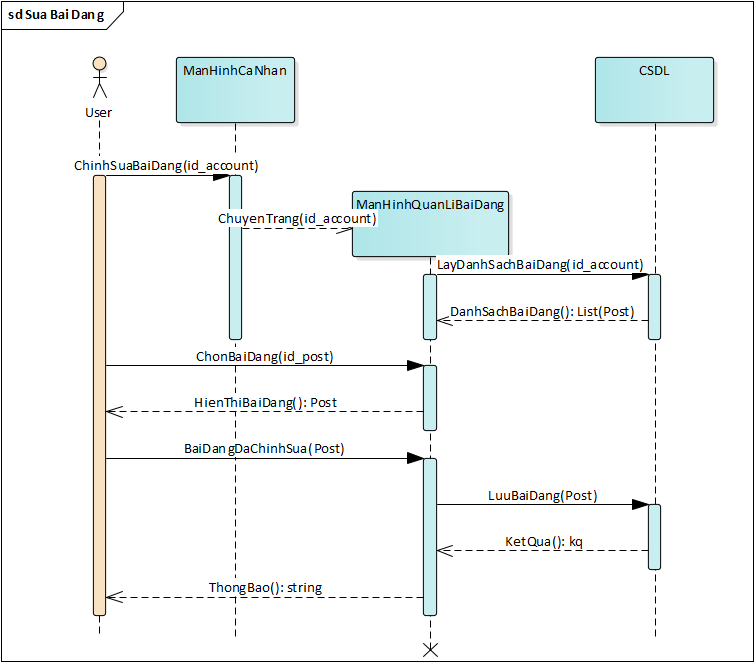 sd Sua Bai Dang
User
ManHinhCaNhan
CSDL
ChinhSuaBaiDang(id_account)
ManHinhQuanLiBaiDang
ChuyenTrang(id_account)
LayDanhSachBaiDang(id_account)
DanhSachBaiDang(): List(Post)
ChonBaiDang(id_post)
HienThiBaiDang(): Post
BaiDangDaChinhSua(Post)
LuuBaiDang(Post)
KetQua(): kq
ThongBao(): string